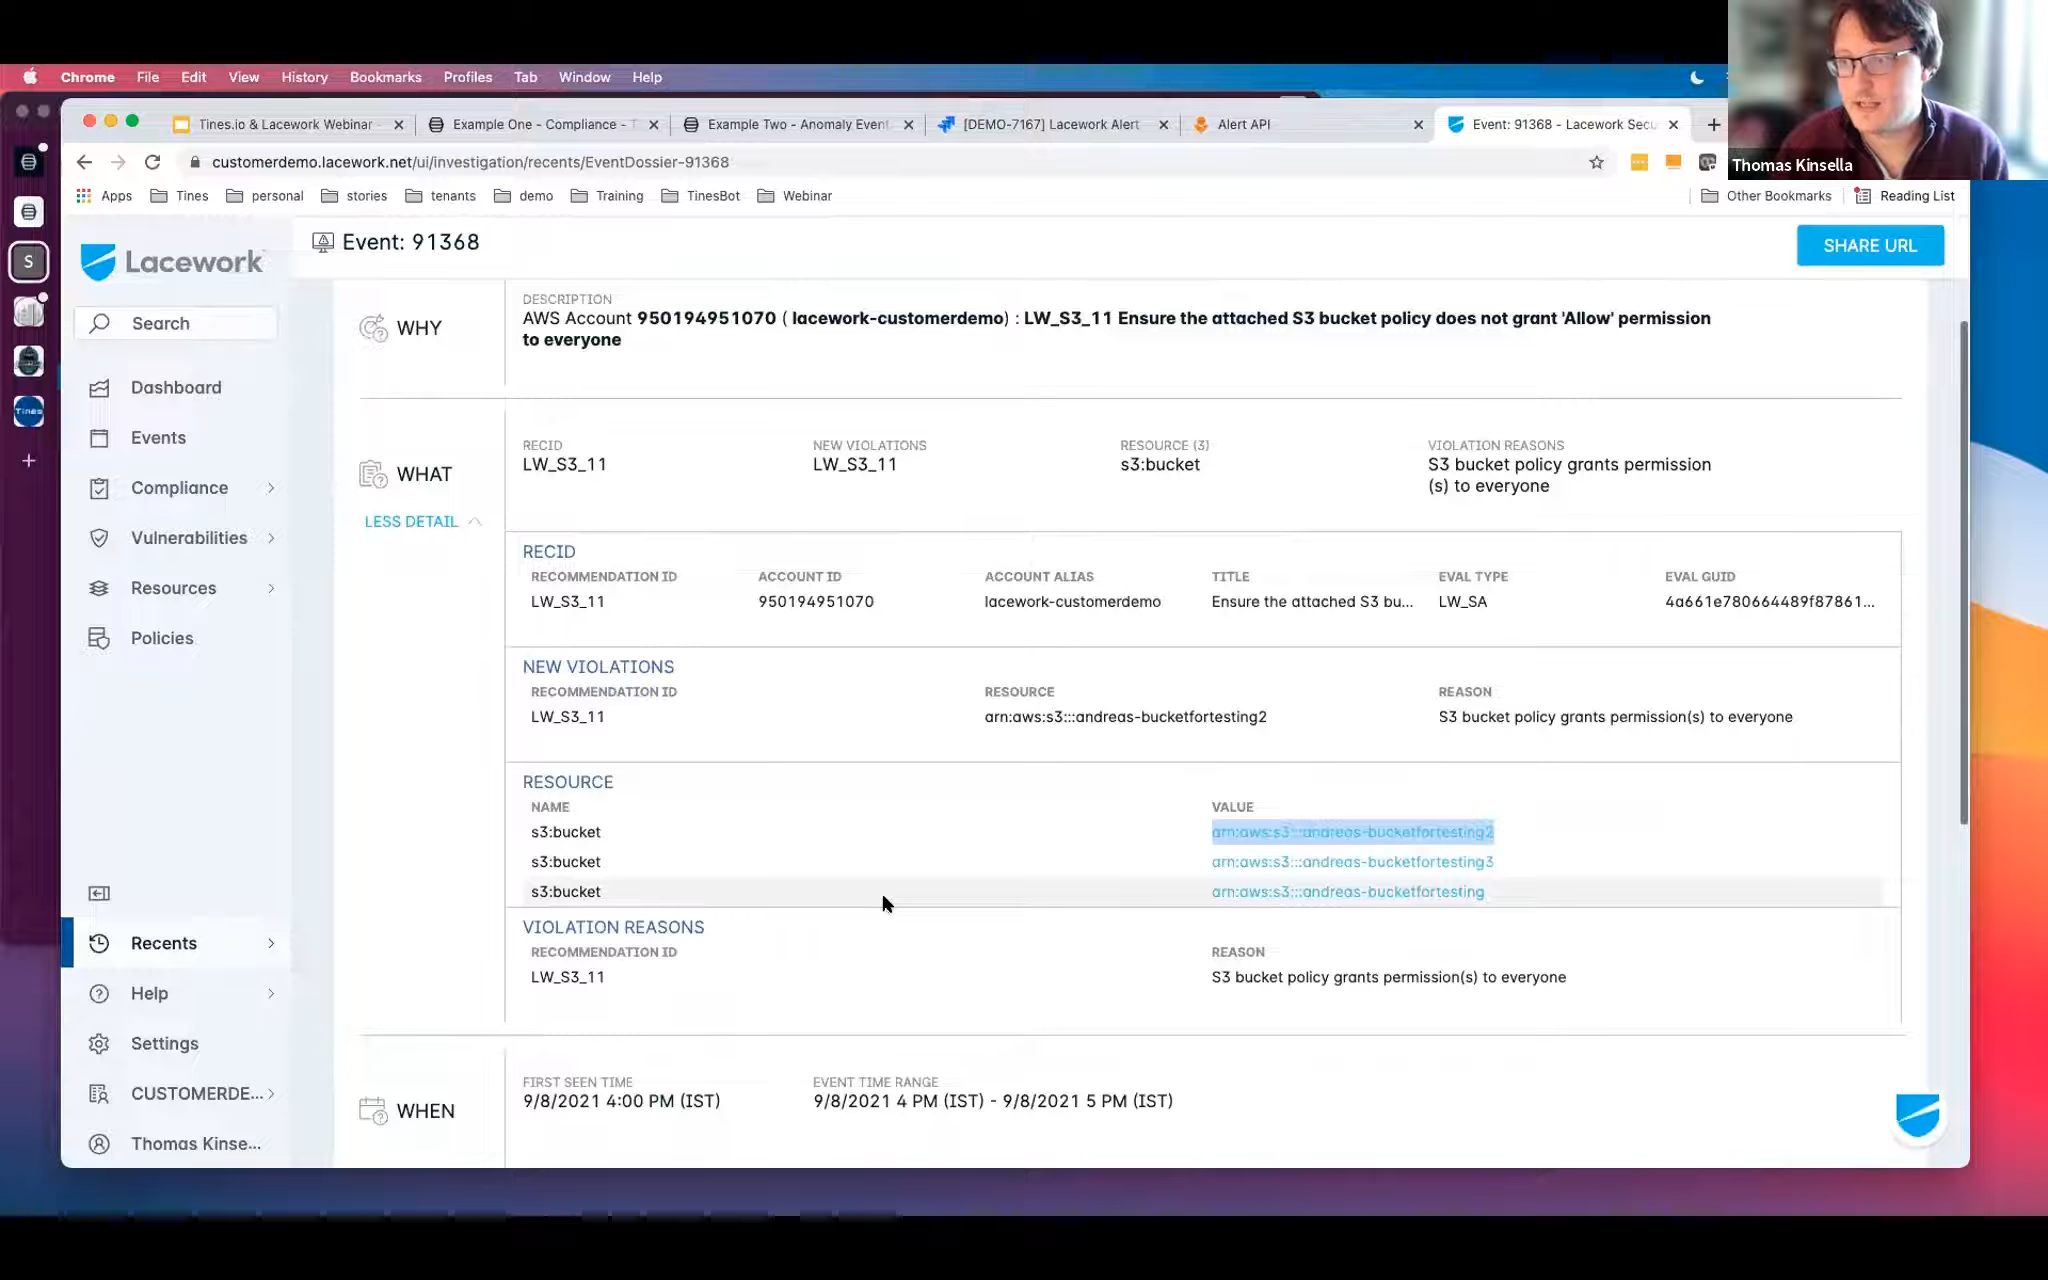 Chrome File Edit View History Bookmarks Profiles Tab Window Help
Thomas Kinsella
Tines.io & Lacework Webinar
Example One - Compliance - T
Example Two - Anomaly Event
[DEMO-7167] Lacework Alert
Alert API
Event: 91368 - Lacework Secu
customerdemo.lacework.net/ui/investigation/recents/EventDossier-91368
Apps Tines personal stories tenants demo Training TinesBot Webinar Other Bookmarks Reading List
S
Tines
Lacework
Search
Dashboard
Events
Compliance
Vulnerabilities
Resources
Policies
Recents
Help
Settings
CUSTOMERDE...
Thomas Kinse...
Event: 91368
SHARE URL
WHY
DESCRIPTION
AWS Account 950194951070 ( lacework-customerdemo) : LW_S3_11 Ensure the attached S3 bucket policy does not grant 'Allow' permission
to everyone
WHAT
LESS DETAIL
RECID NEW VIOLATIONS RESOURCE (3) VIOLATION REASONS
LW_S3_11 LW_S3_11 s3:bucket S3 bucket policy grants permission
(s) to everyone
RECID
RECOMMENDATION ID ACCOUNT ID ACCOUNT ALIAS TITLE EVAL TYPE EVAL GUID
LW_S3_11 950194951070 lacework-customerdemo Ensure the attached S3 bu... LW_SA 4a661e780664489f87861...
NEW VIOLATIONS
RECOMMENDATION ID RESOURCE REASON
LW_S3_11 arn:aws:s3:::andreas-bucketfortesting2 S3 bucket policy grants permission(s) to everyone
RESOURCE
NAME VALUE
s3:bucket arn:aws:s3:::andreas-bucketfortesting2
s3:bucket arn:aws:s3:::andreas-bucketfortesting3
s3:bucket arn:aws:s3:::andreas-bucketfortesting
VIOLATION REASONS
RECOMMENDATION ID REASON
LW_S3_11 S3 bucket policy grants permission(s) to everyone
WHEN
FIRST SEEN TIME EVENT TIME RANGE
9/8/2021 4:00 PM (IST) 9/8/2021 4 PM (IST) - 9/8/2021 5 PM (IST)